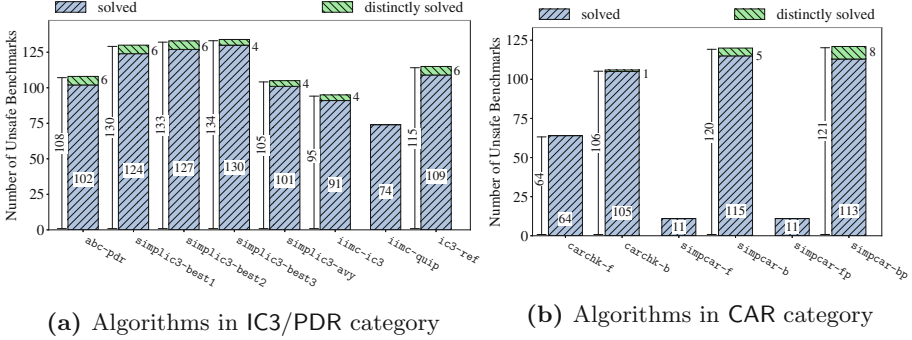 solved
distinctly solved
Number of Unsafe Benchmarks
125
100
75
50
25
0
108
6
102
130
6
124
133
6
127
134
4
130
105
4
101
95
4
91
74
115
6
109
abc-pdr
simplic3-best1
simplic3-best2
simplic3-best3
simplic3-avy
iimc-ic3
iimc-quip
ic3-ref
(a) Algorithms in IC3/PDR category
solved
distinctly solved
Number of Unsafe Benchmarks
125
100
75
50
25
0
64
64
106
1
105
11
120
5
115
11
121
8
113
carchk-f
carchk-b
simpcar-f
simpcar-b
simpcar-fp
simpcar-bp
(b) Algorithms in CAR category